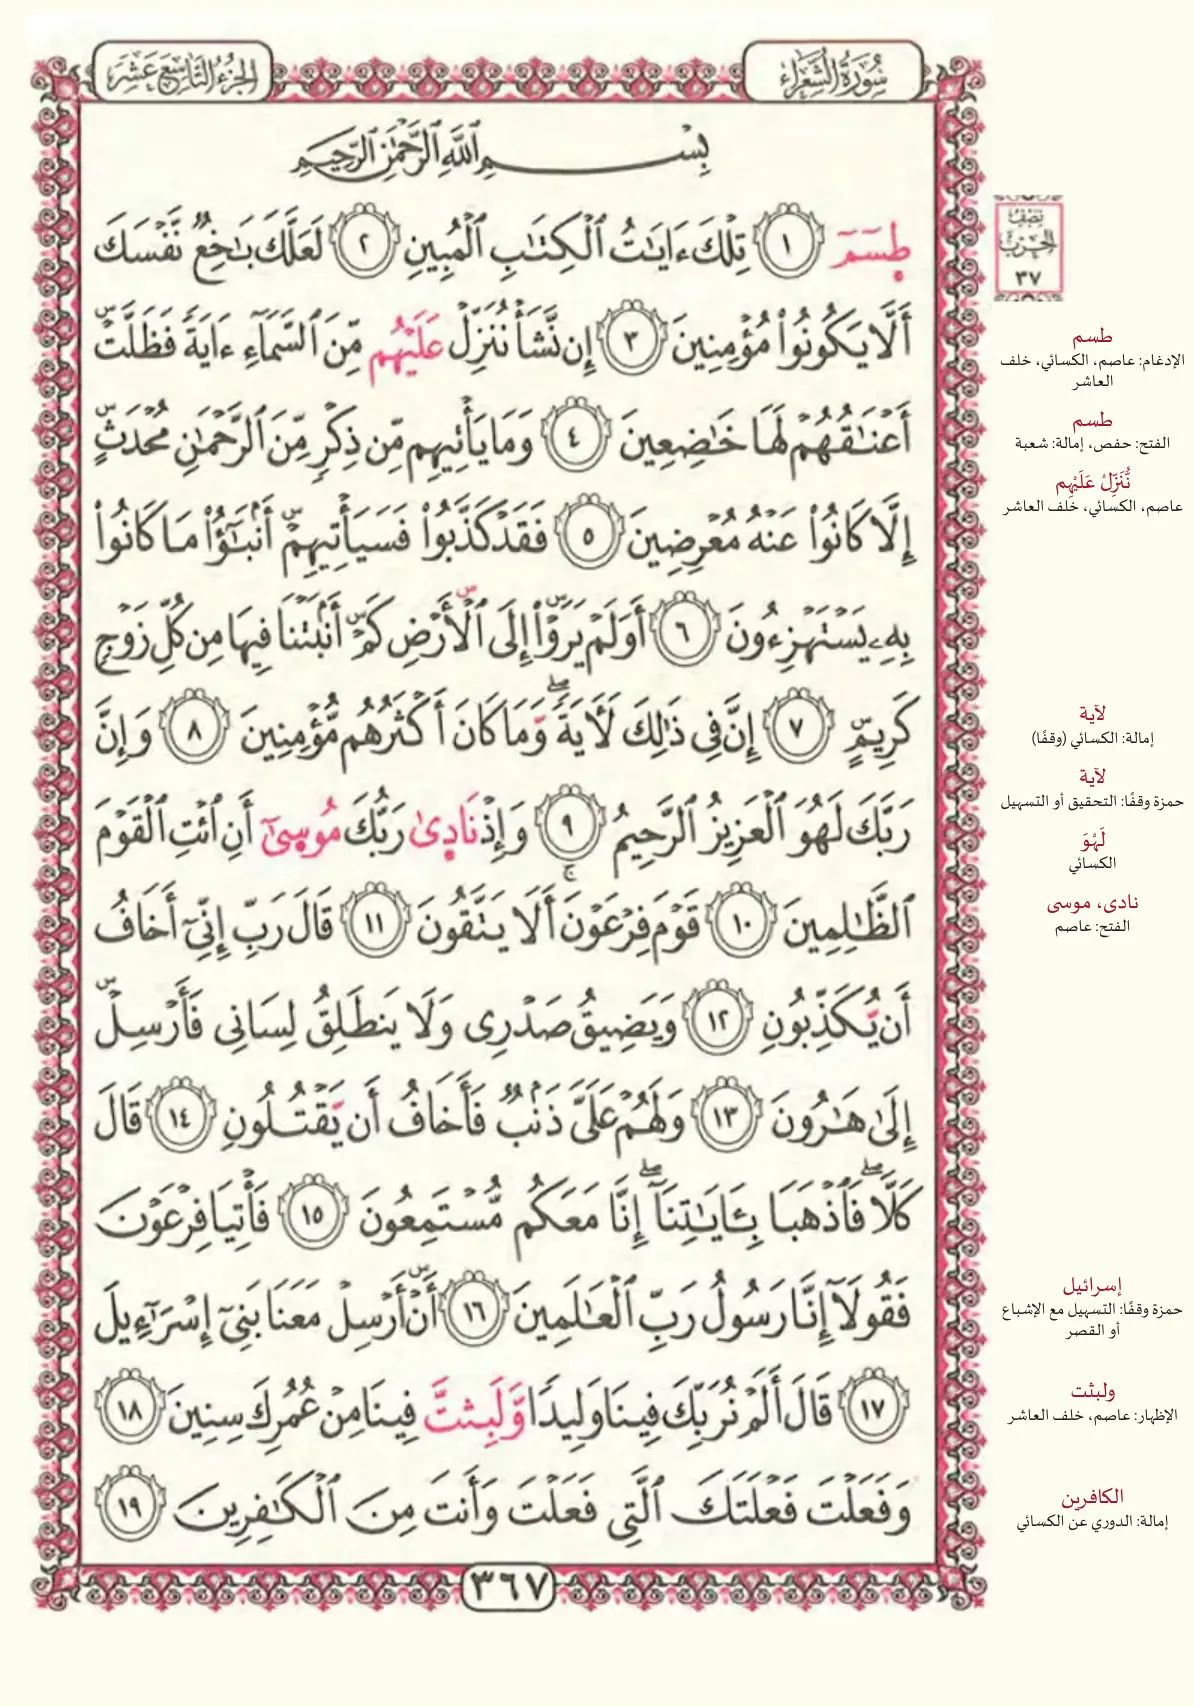 سُورَةُ الشُّعَرَاءِ
الجُزْءُ التَّاسِعَ عَشَرَ
بِسْمِ ٱللَّهِ ٱلرَّحْمَٰنِ ٱلرَّحِيمِ
طسٓمٓ ١ تِلْكَ ءَايَٰتُ ٱلْكِتَٰبِ ٱلْمُبِينِ ٢ لَعَلَّكَ بَٰخِعٌ نَّفْسَكَ
أَلَّا يَكُونُوا۟ مُؤْمِنِينَ ٣ إِن نَّشَأْ نُنَزِّلْ عَلَيْهُم مِّنَ ٱلسَّمَآءِ ءَايَةً فَظَلَّتْ
أَعْنَٰقُهُمْ لَهَا خَٰضِعِينَ ٤ وَمَا يَأْتِيهِم مِّن ذِكْرٍ مِّنَ ٱلرَّحْمَٰنِ مُحْدَثٍ
إِلَّا كَانُوا۟ عَنْهُ مُعْرِضِينَ ٥ فَقَدْ كَذَّبُوا۟ فَسَيَأْتِيهِمْ أَنۢبَٰٓؤُا۟ مَا كَانُوا۟
بِهِۦ يَسْتَهْزِءُونَ ٦ أَوَلَمْ يَرَوْا۟ إِلَى ٱلْأَرْضِ كَمْ أَنۢبَتْنَا فِيهَا مِن كُلِّ زَوْجٍ
كَرِيمٍ ٧ إِنَّ فِى ذَٰلِكَ لَأَيَةً ۖ وَمَا كَانَ أَكْثَرُهُم مُّؤْمِنِينَ ٨ وَإِنَّ
رَبَّكَ لَهُوَ ٱلْعَزِيزُ ٱلرَّحِيمُ ٩ وَإِذْ نَادِىٰ رَبُّكَ مُوسِىٰٓ أَنِ ٱئْتِ ٱلْقَوْمَ
ٱلظَّٰلِمِينَ ١٠ قَوْمَ فِرْعَوْنَ أَلَا يَتَّقُونَ ١١ قَالَ رَبِّ إِنِّىٓ أَخَافُ
أَن يُكَذِّبُونِ ١٢ وَيَضِيقُ صَدْرِى وَلَا يَنطَلِقُ لِسَانِى فَأَرْسِلْ
إِلَىٰ هَٰرُونَ ١٣ وَلَهُمْ عَلَىَّ ذَنۢبٌ فَأَخَافُ أَن يَقْتُلُونِ ١٤ قَالَ
كَلَّا ۖ فَٱذْهَبَا بِـَٔايَٰتِنَآ ۖ إِنَّا مَعَكُم مُّسْتَمِعُونَ ١٥ فَأْتِيَا فِرْعَوْنَ
فَقُولَآ إِنَّا رَسُولُ رَبِّ ٱلْعَٰلَمِينَ ١٦ أَنْ أَرْسِلْ مَعَنَا بَنِىٓ إِسْرَٰٓءِيلَ
١٧ قَالَ أَلَمْ نُرَبِّكَ فِينَا وَلِيدًا وَّلَبِثتَّ فِينَا مِنْ عُمُرِكَ سِنِينَ ١٨
وَفَعَلْتَ فَعْلَتَكَ ٱلَّتِى فَعَلْتَ وَأَنتَ مِنَ ٱلْكَٰفِرِينَ ١٩
٣٦٧
نِصْفُ
الحِزْبِ
٣٧
طسم
الإدغام: عاصم، الكسائي، خلف
العاشر
طسم
الفتح: حفص، إمالة: شعبة
نُّنَزِّلْ عَلَيْهِم
عاصم، الكسائي، خلف العاشر
لآية
إمالة: الكسائي (وقفًا)
لآية
حمزة وقفًا: التحقيق أو التسهيل
لَهْوَ
الكسائي
نادى، موسى
الفتح: عاصم
إسرائيل
حمزة وقفًا: التسهيل مع الإشباع
أو القصر
ولبثت
الإظهار: عاصم، خلف العاشر
الكافرين
إمالة: الدوري عن الكسائي